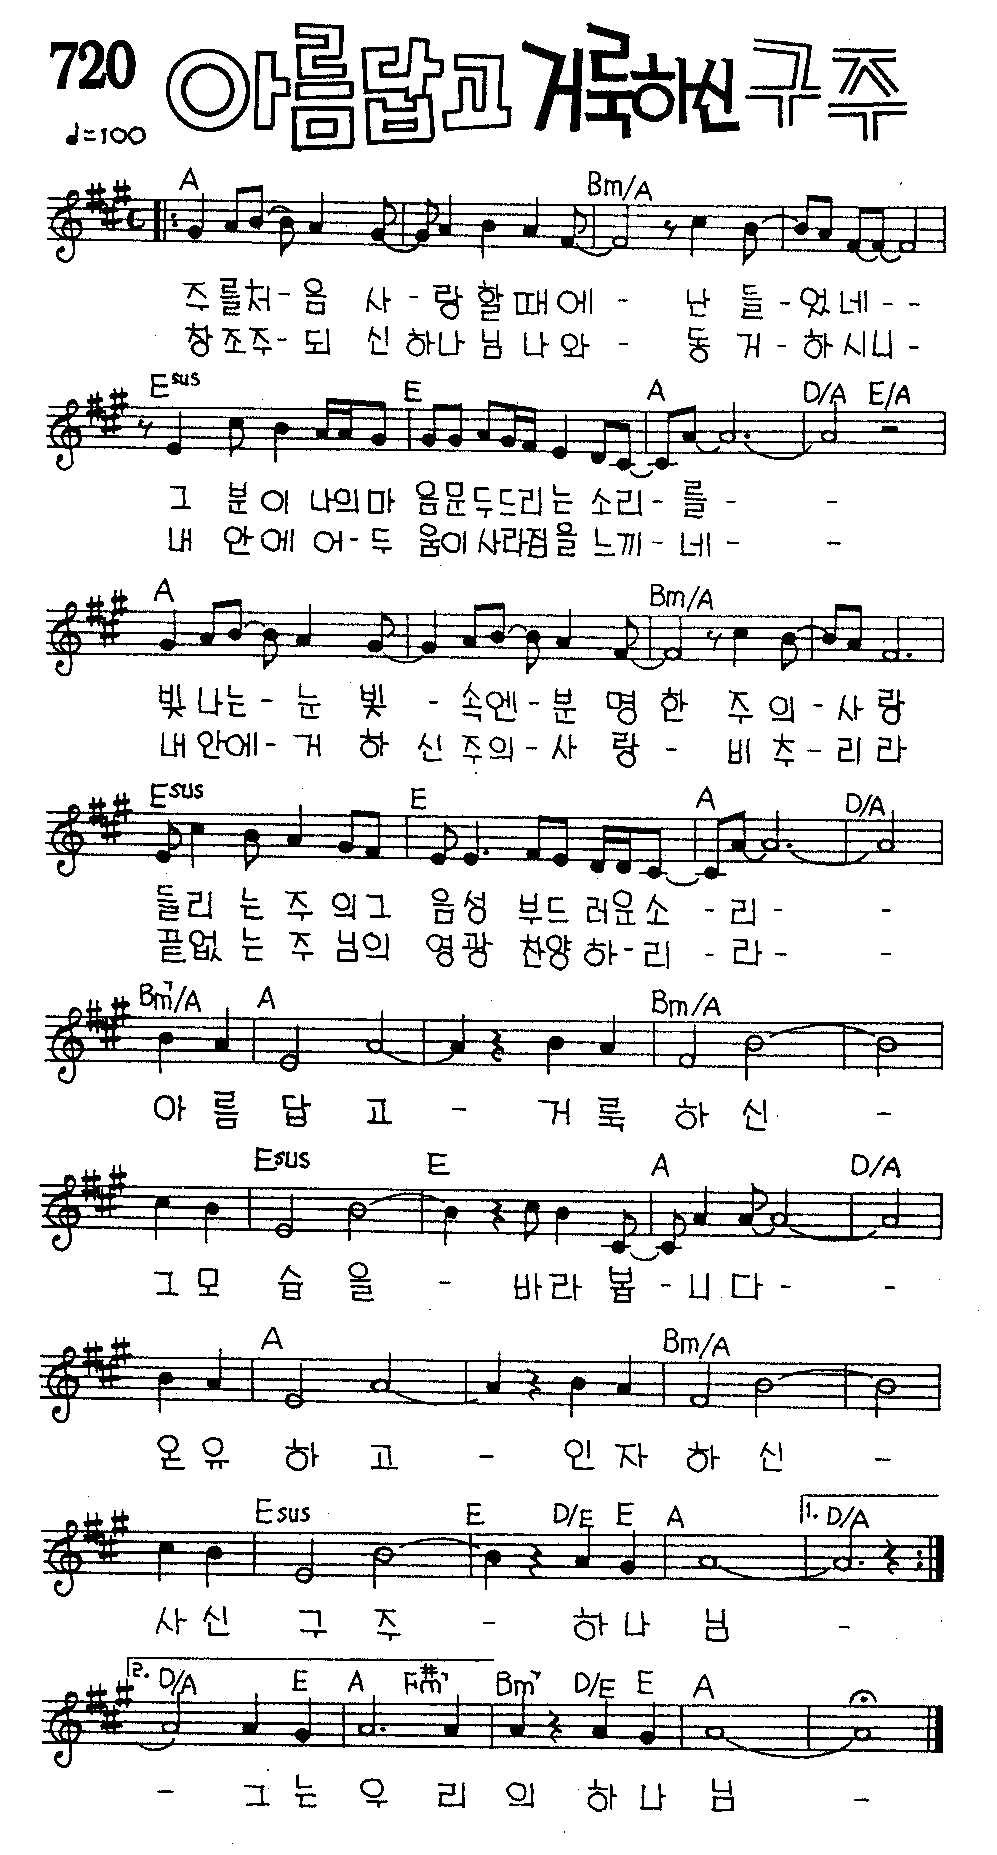 720 아름답고 거룩하신 구주
♩=100
A Bm/A
주를처-음 사-랑할때에- 난 들-었네--
창조주-되 신하나님나와- 동거-하시니-
Esus E A D/A E/A
그 분이나의마음문두드리는소리-를- -
내 안에어-두움이사라짐을느끼-네- -
A Bm/A
빛나는-눈 빛 -속엔-분 명한 주의-사랑
내안에-거 하 신주의-사 랑- 비추-리라
Esus E A D/A
들리는주의그 음성 부드러운소-리- -
끝없는주님의 영광 찬양하-리-라- -
Bm7/A A Bm/A
아름답고- 거룩하신 -
Esus E A D/A
그모습을 - 바라봅-니다- -
A Bm/A
온유하고 - 인자하신 -
Esus E D/E E A 1. D/A
사신구주 - 하나님 -
2. D/A E A F#m7 Bm7 D/E E A
- 그는우리의하나님 -